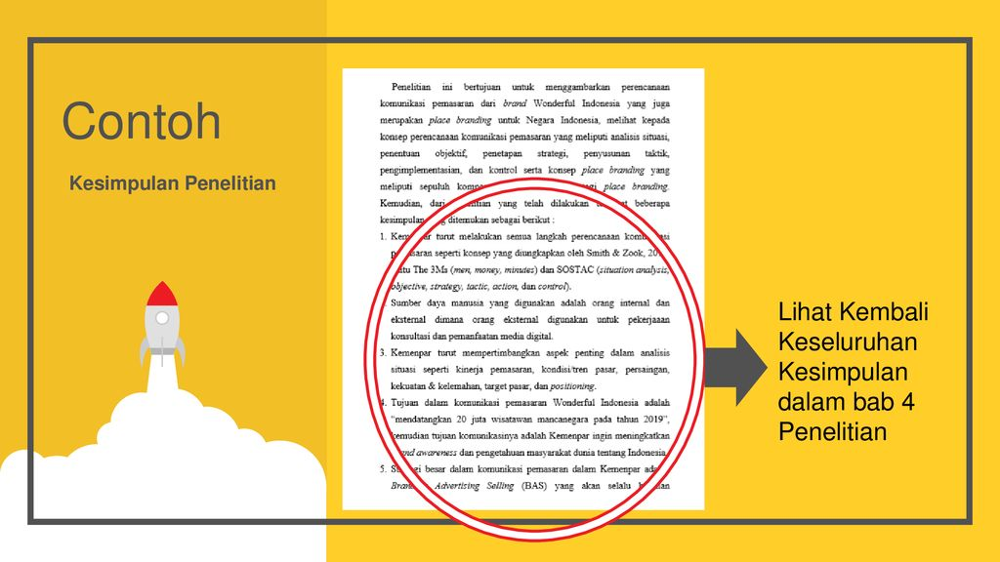 Contoh
Kesimpulan Penelitian
Penelitian ini bertujuan untuk menggambarkan perencanaan
komunikasi pemasaran dari brand Wonderful Indonesia yang juga
merupakan place branding untuk Negara Indonesia, melihat kepada
konsep perencanaan komunikasi pemasaran yang meliputi analisis situasi,
penentuan objektif, penetapan strategi, penyusunan taktik,
pengimplementasian, dan kontrol serta konsep place branding yang
meliputi sepuluh place branding.
Kemudian, dari yang telah dilakukan beberapa
kesimpulan ditemukan sebagai berikut :
1. turut melakukan semua langkah perencanaan
seperti konsep yang diungkapkan oleh Smith & Zook,
The 3Ms (men, money, minutes) dan SOSTAC (situation analysis,
objective, strategy, tactic, action, dan control).
Sumber daya manusia yang digunakan adalah orang internal dan
eksternal dimana orang eksternal digunakan untuk pekerjaaan
konsultasi dan pemanfaatan media digital.
3. Kemenpar turut mempertimbangkan aspek penting dalam analisis
situasi seperti kinerja pemasaran, kondisi/tren pasar, persaingan,
kekuatan & kelemahan, target pasar, dan positioning.
4. Tujuan dalam komunikasi pemasaran Wonderful Indonesia adalah
“mendatangkan 20 juta wisatawan mancanegara pada tahun 2019”,
kemudian tujuan komunikasinya adalah Kemenpar ingin meningkatkan
awareness dan pengetahuan masyarakat dunia tentang Indonesia.
5. besar dalam komunikasi pemasaran dalam Kemenpar
Advertising Selling (BAS) yang akan selalu
Lihat Kembali
Keseluruhan
Kesimpulan
dalam bab 4
Penelitian